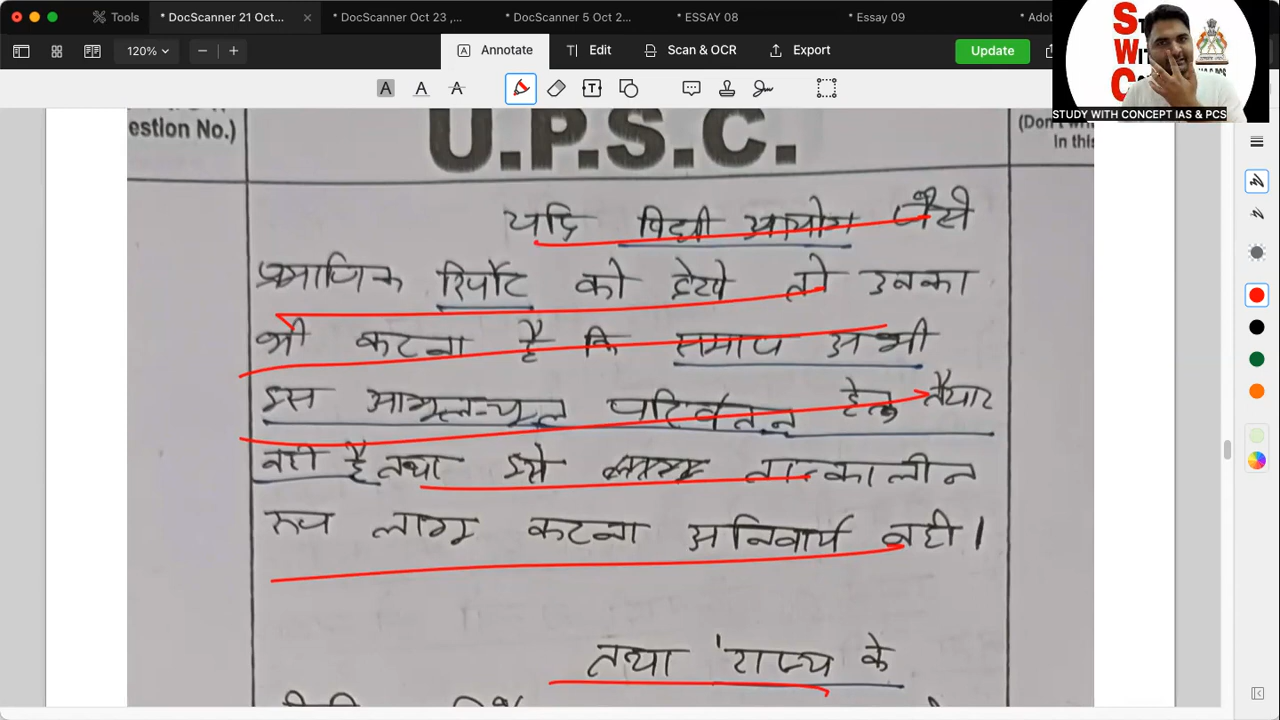 Tools
* DocScanner 21 Oct...
* DocScanner Oct 23 ,...
* DocScanner 5 Oct 2...
* ESSAY 08
* Essay 09
* Adob
120%
Annotate
Edit
Scan & OCR
Export
Update
STUDY WITH CONCEPT IAS & PCS
estion No.)
U.P.S.C.
(Don't
In this
यदि विधी आयोग जैसी
प्रमाणिक रिपोर्ट को देखे तो उनका
भी कहना है कि समाज अभी
इस आमूल-चूल परिवर्तन हेतु तैयार
नही है तथा इसे तात्कालीन
रूप लागू करना अनिवार्य नही।
तथा 'राज्य के